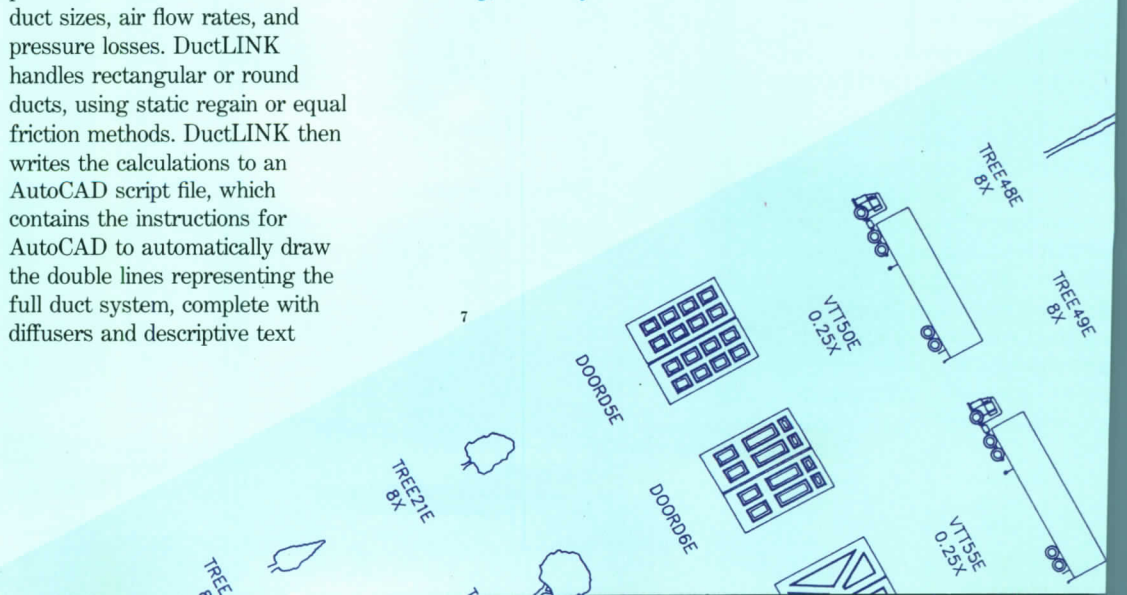 duct sizes, air flow rates, and
pressure losses. DuctLINK
handles rectangular or round
ducts, using static regain or equal
friction methods. DuctLINK then
writes the calculations to an
AutoCAD script file, which
contains the instructions for
AutoCAD to automatically draw
the double lines representing the
full duct system, complete with
diffusers and descriptive text
7
TREE48E
8X
TREE49E
8X
VTT50E
0.25X
DOORD5E
TREE21E
8X
DOORD6E
VTT55E
0.25X
TREE